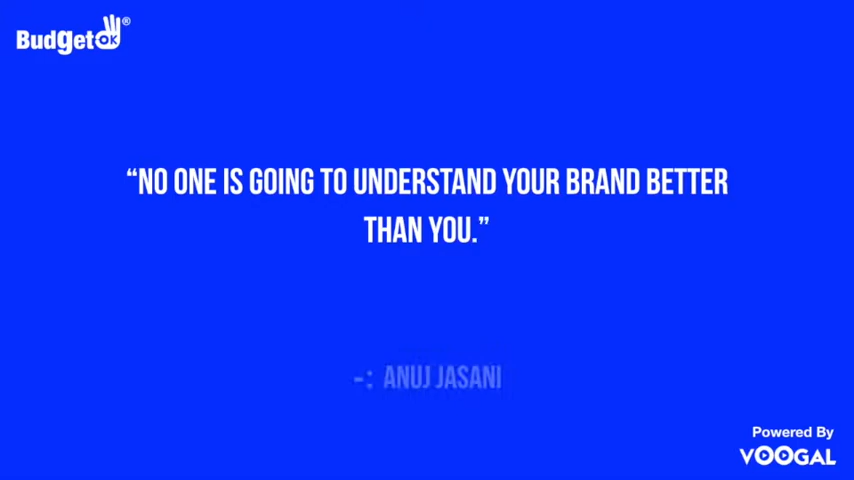 BudgetOK®
“NO ONE IS GOING TO UNDERSTAND YOUR BRAND BETTER
THAN YOU.”
-: ANUJ JASANI
Powered By
VOOGAL